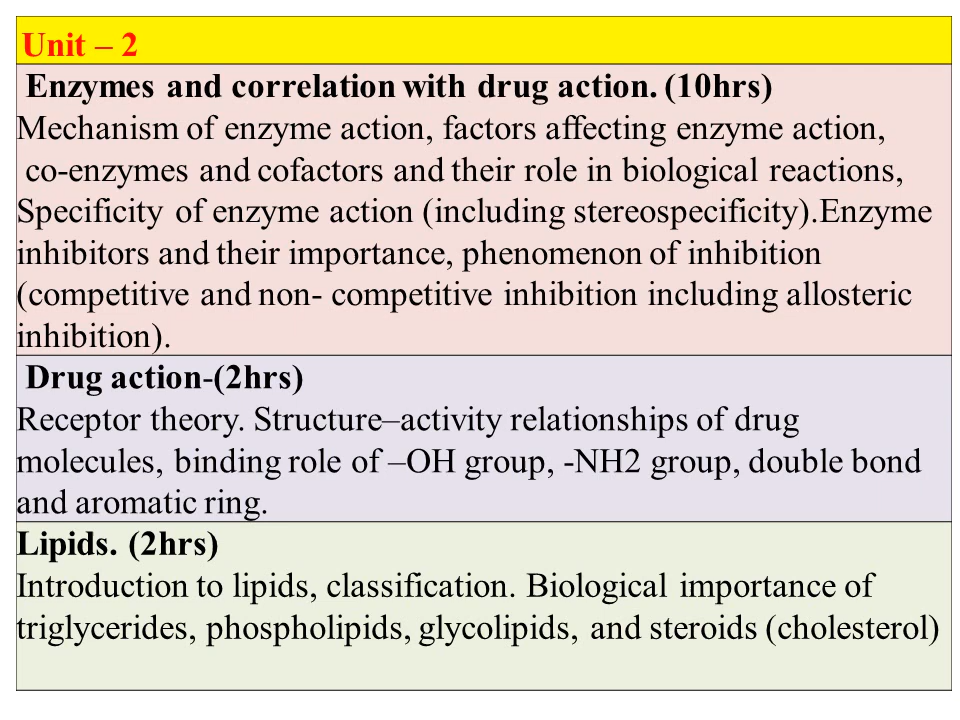 Unit – 2
Enzymes and correlation with drug action. (10hrs)
Mechanism of enzyme action, factors affecting enzyme action,
co-enzymes and cofactors and their role in biological reactions,
Specificity of enzyme action (including stereospecificity).Enzyme
inhibitors and their importance, phenomenon of inhibition
(competitive and non- competitive inhibition including allosteric
inhibition).
Drug action-(2hrs)
Receptor theory. Structure–activity relationships of drug
molecules, binding role of –OH group, -NH2 group, double bond
and aromatic ring.
Lipids. (2hrs)
Introduction to lipids, classification. Biological importance of
triglycerides, phospholipids, glycolipids, and steroids (cholesterol)